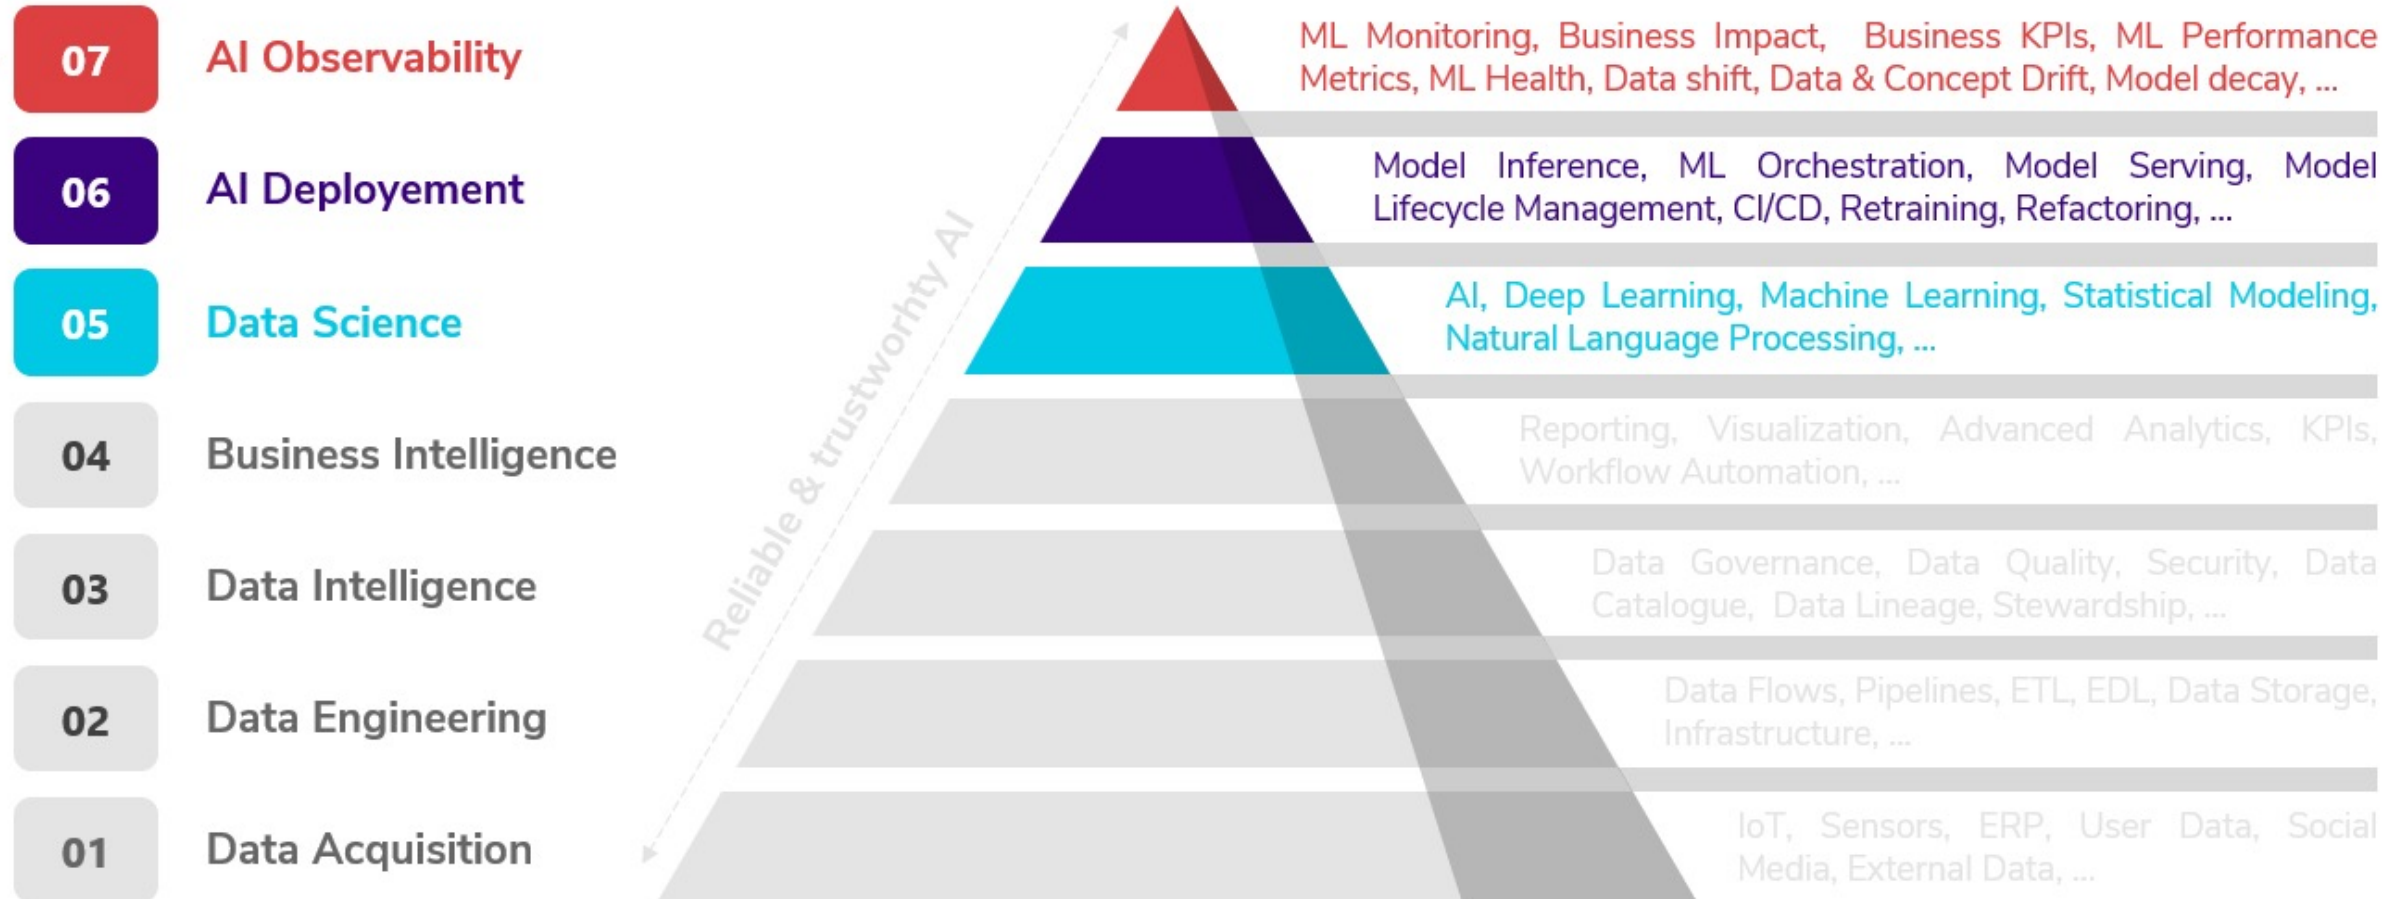 07
AI Observability
ML Monitoring, Business Impact, Business KPIs, ML Performance
Metrics, ML Health, Data shift, Data & Concept Drift, Model decay, ...
06
AI Deployement
Model Inference, ML Orchestration, Model Serving, Model
Lifecycle Management, CI/CD, Retraining, Refactoring, ...
05
Data Science
AI, Deep Learning, Machine Learning, Statistical Modeling,
Natural Language Processing, ...
04
Business Intelligence
Reporting, Visualization, Advanced Analytics, KPIs,
Workflow Automation, ...
03
Data Intelligence
Data Governance, Data Quality, Security, Data
Catalogue, Data Lineage, Stewardship, ...
02
Data Engineering
Data Flows, Pipelines, ETL, EDL, Data Storage,
Infrastructure, ...
01
Data Acquisition
IoT, Sensors, ERP, User Data, Social
Media, External Data, ...
Reliable & trustworhty AI